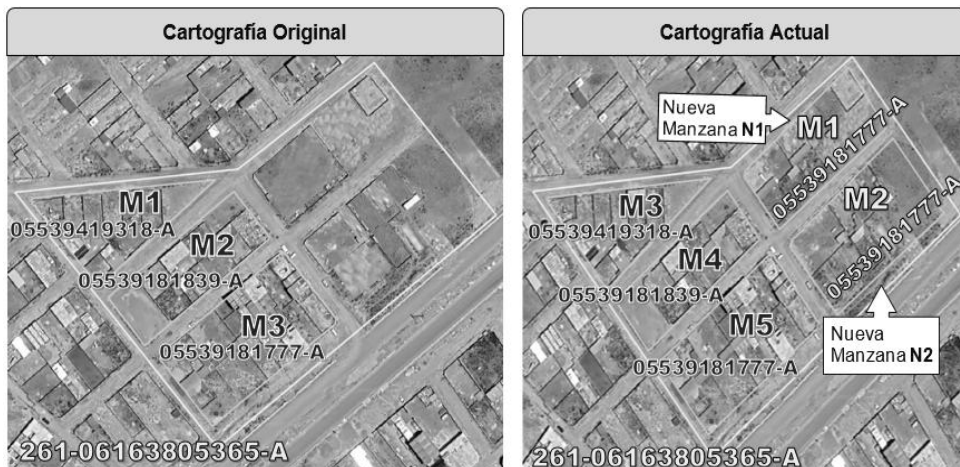 Cartografía Original
M1
05539419318-A
M2
05539181839-A
M3
05539181777-A
261-06163805365-A
Cartografía Actual
Nueva
Manzana N1
M1
05539181777-A
M2
05539181777-A
M3
05539419318-A
M4
05539181839-A
M5
05539181777-A
Nueva
Manzana N2
261-06163805365-A